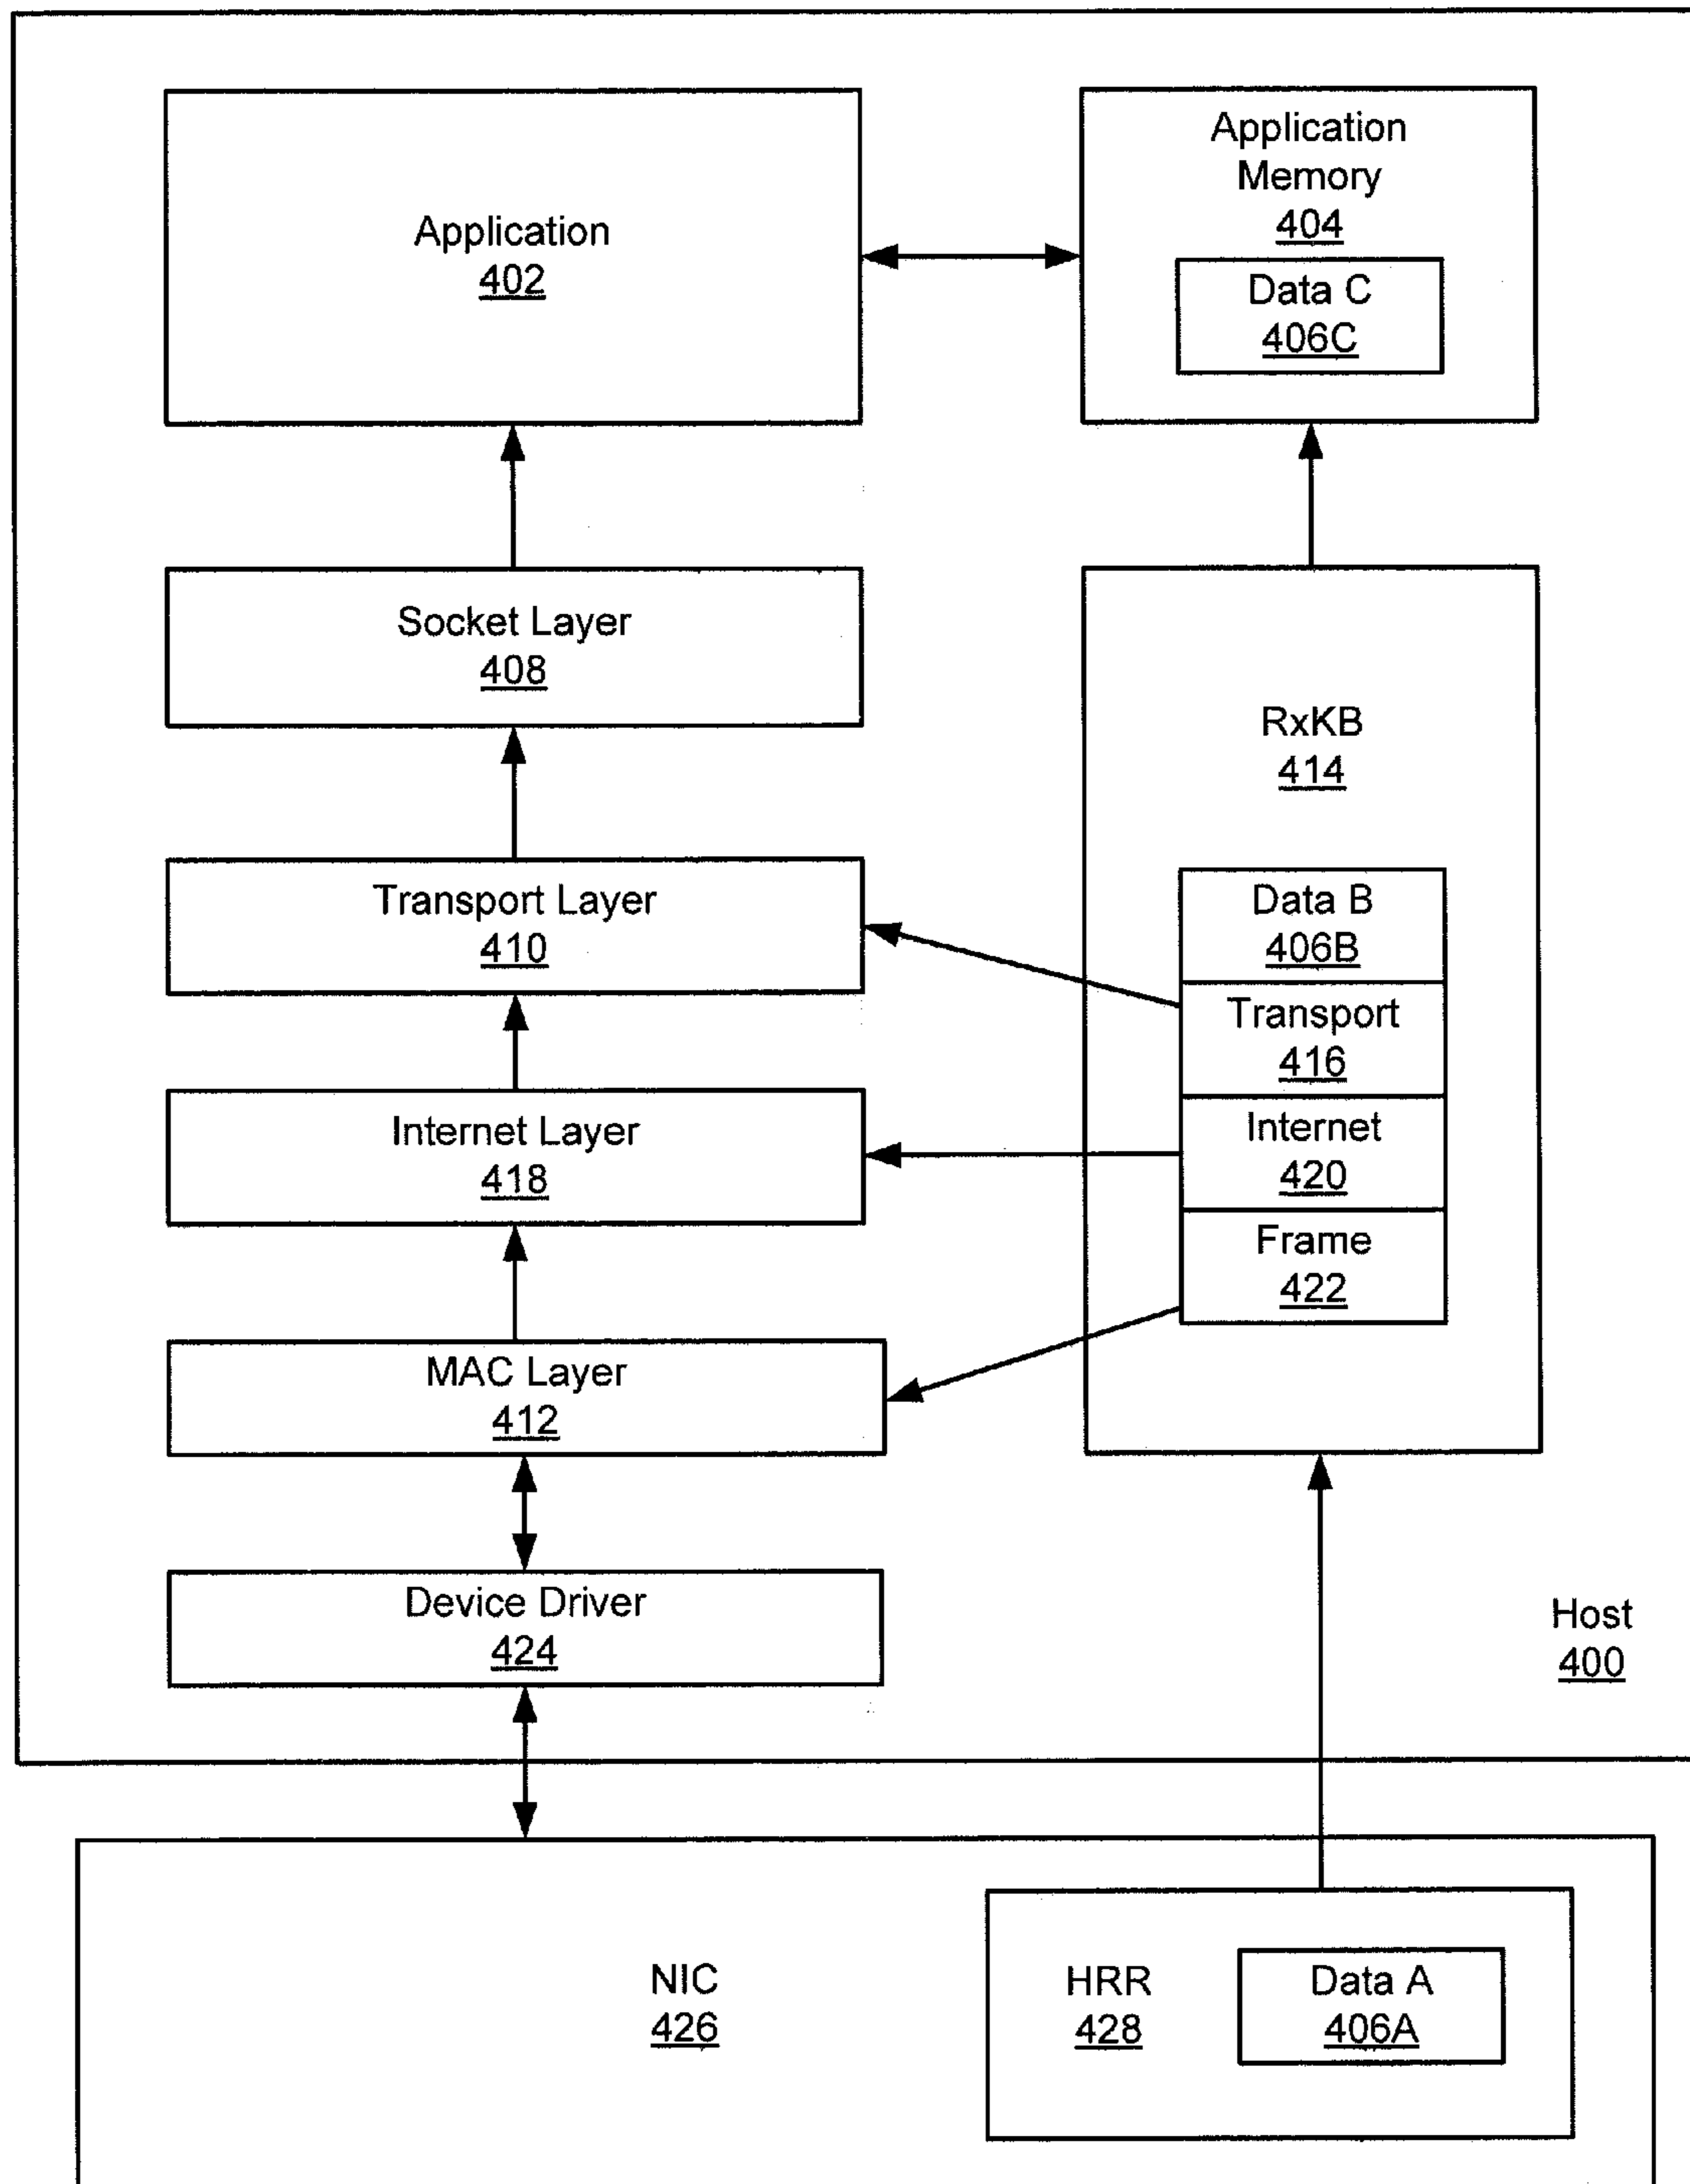 Application
402
Application
Memory
404
Data C
406C
Socket Layer
408
RxKB
414
Transport Layer
410
Data B
406B
Transport
416
Internet Layer
418
Internet
420
Frame
422
MAC Layer
412
Device Driver
424
Host
400
NIC
426
HRR
428
Data A
406A